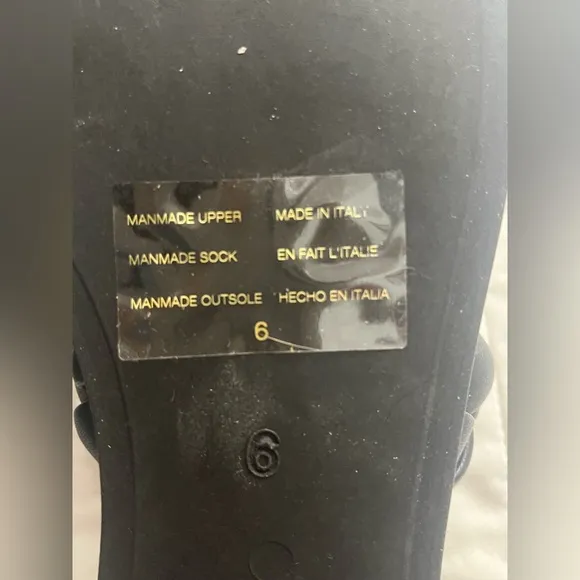 MANMADE UPPER MADE IN ITALY
MANMADE SOCK EN FAIT L'ITALIE
MANMADE OUTSOLE HECHO EN ITALIA
6
6